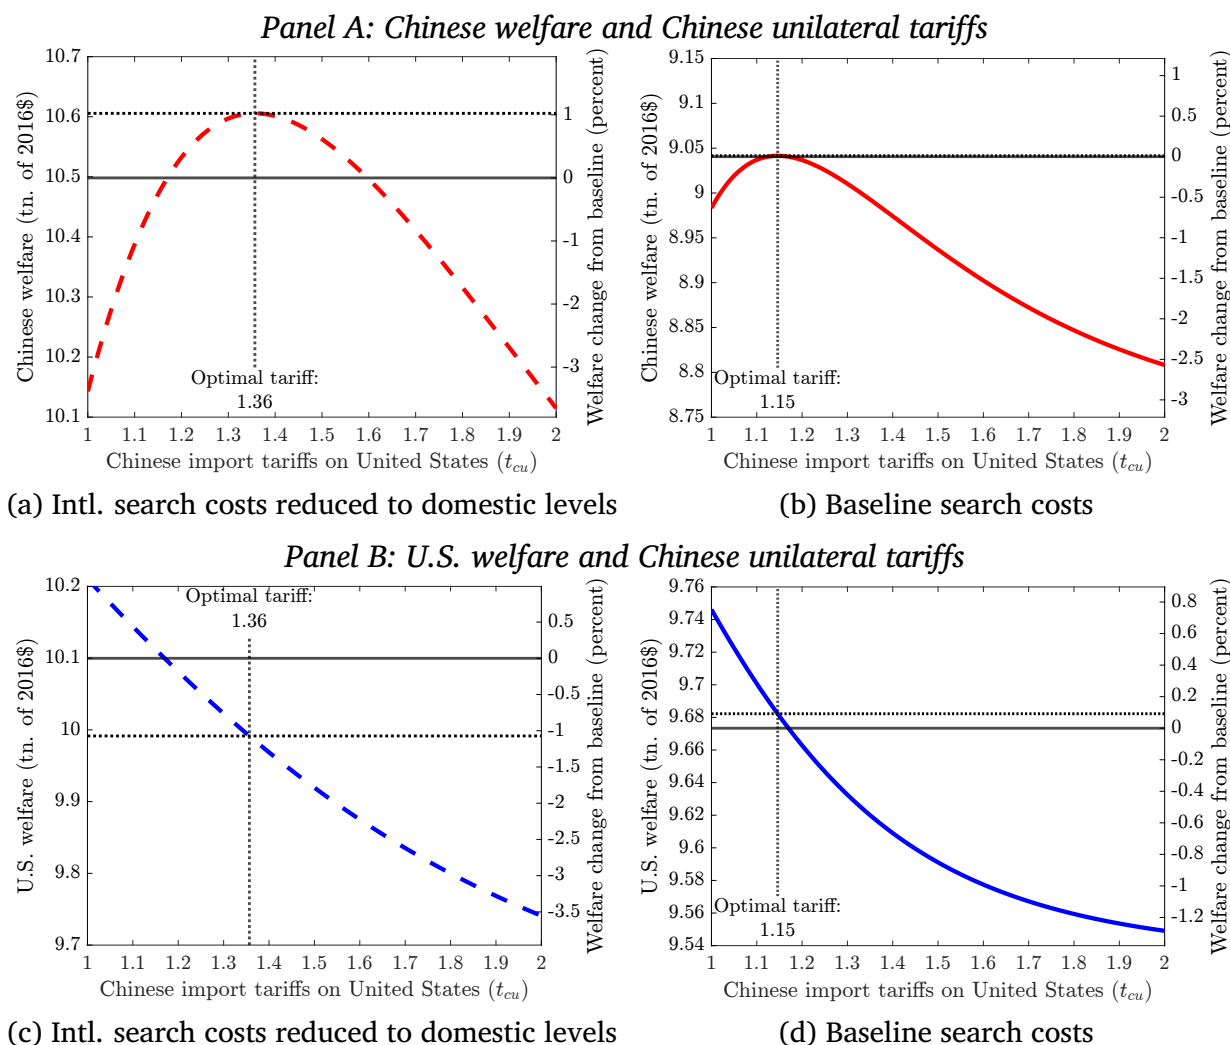 Panel A: Chinese welfare and Chinese unilateral tariffs
Chinese welfare (tn. of 2016$)
10.7
10.6
10.5
10.4
10.3
10.2
10.1
1 1.1 1.2 1.3 1.4 1.5 1.6 1.7 1.8 1.9 2
Optimal tariff:
1.36
1
0
-1
-2
-3
Welfare change from baseline (percent)
Chinese import tariffs on United States (t_cu)
(a) Intl. search costs reduced to domestic levels
Chinese welfare (tn. of 2016$)
9.15
9.1
9.05
9
8.95
8.9
8.85
8.8
8.75
1 1.1 1.2 1.3 1.4 1.5 1.6 1.7 1.8 1.9 2
Optimal tariff:
1.15
1
0.5
0
-0.5
-1
-1.5
-2
-2.5
-3
Welfare change from baseline (percent)
Chinese import tariffs on United States (t_cu)
(b) Baseline search costs
Panel B: U.S. welfare and Chinese unilateral tariffs
U.S. welfare (tn. of 2016$)
10.2
10.1
10
9.9
9.8
9.7
1 1.1 1.2 1.3 1.4 1.5 1.6 1.7 1.8 1.9 2
Optimal tariff:
1.36
0.5
0
-0.5
-1
-1.5
-2
-2.5
-3
-3.5
Welfare change from baseline (percent)
Chinese import tariffs on United States (t_cu)
(c) Intl. search costs reduced to domestic levels
U.S. welfare (tn. of 2016$)
9.76
9.74
9.72
9.7
9.68
9.66
9.64
9.62
9.6
9.58
9.56
9.54
1 1.1 1.2 1.3 1.4 1.5 1.6 1.7 1.8 1.9 2
Optimal tariff:
1.15
0.8
0.6
0.4
0.2
0
-0.2
-0.4
-0.6
-0.8
-1
-1.2
Welfare change from baseline (percent)
Chinese import tariffs on United States (t_cu)
(d) Baseline search costs